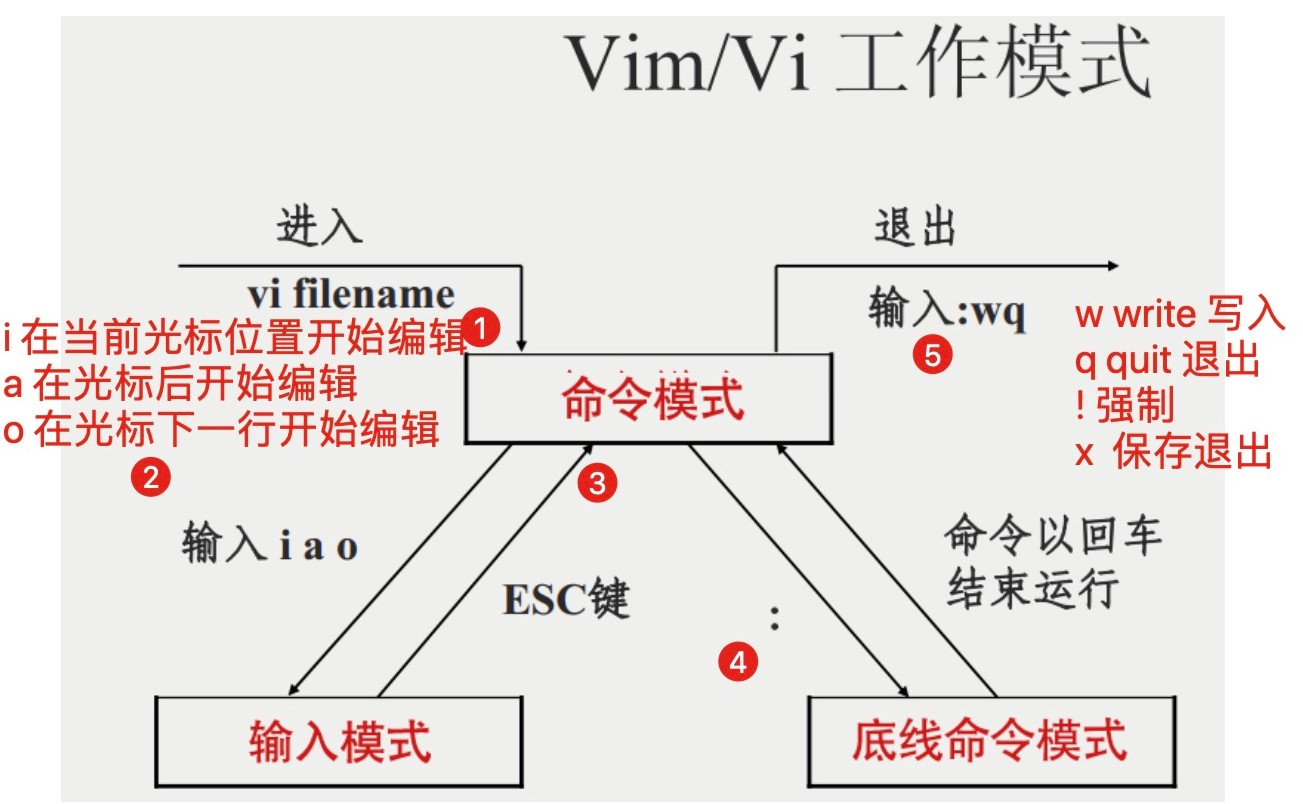 Vim/Vi 工作模式
进入
退出
vi filename
输入:wq
1
i 在当前光标位置开始编辑
a 在光标后开始编辑
o 在光标下一行开始编辑
2
5
w write 写入
q quit 退出
! 强制
x 保存退出
命令模式
3
输入 i a o
ESC键
:
4
命令以回车
结束运行
输入模式
底线命令模式